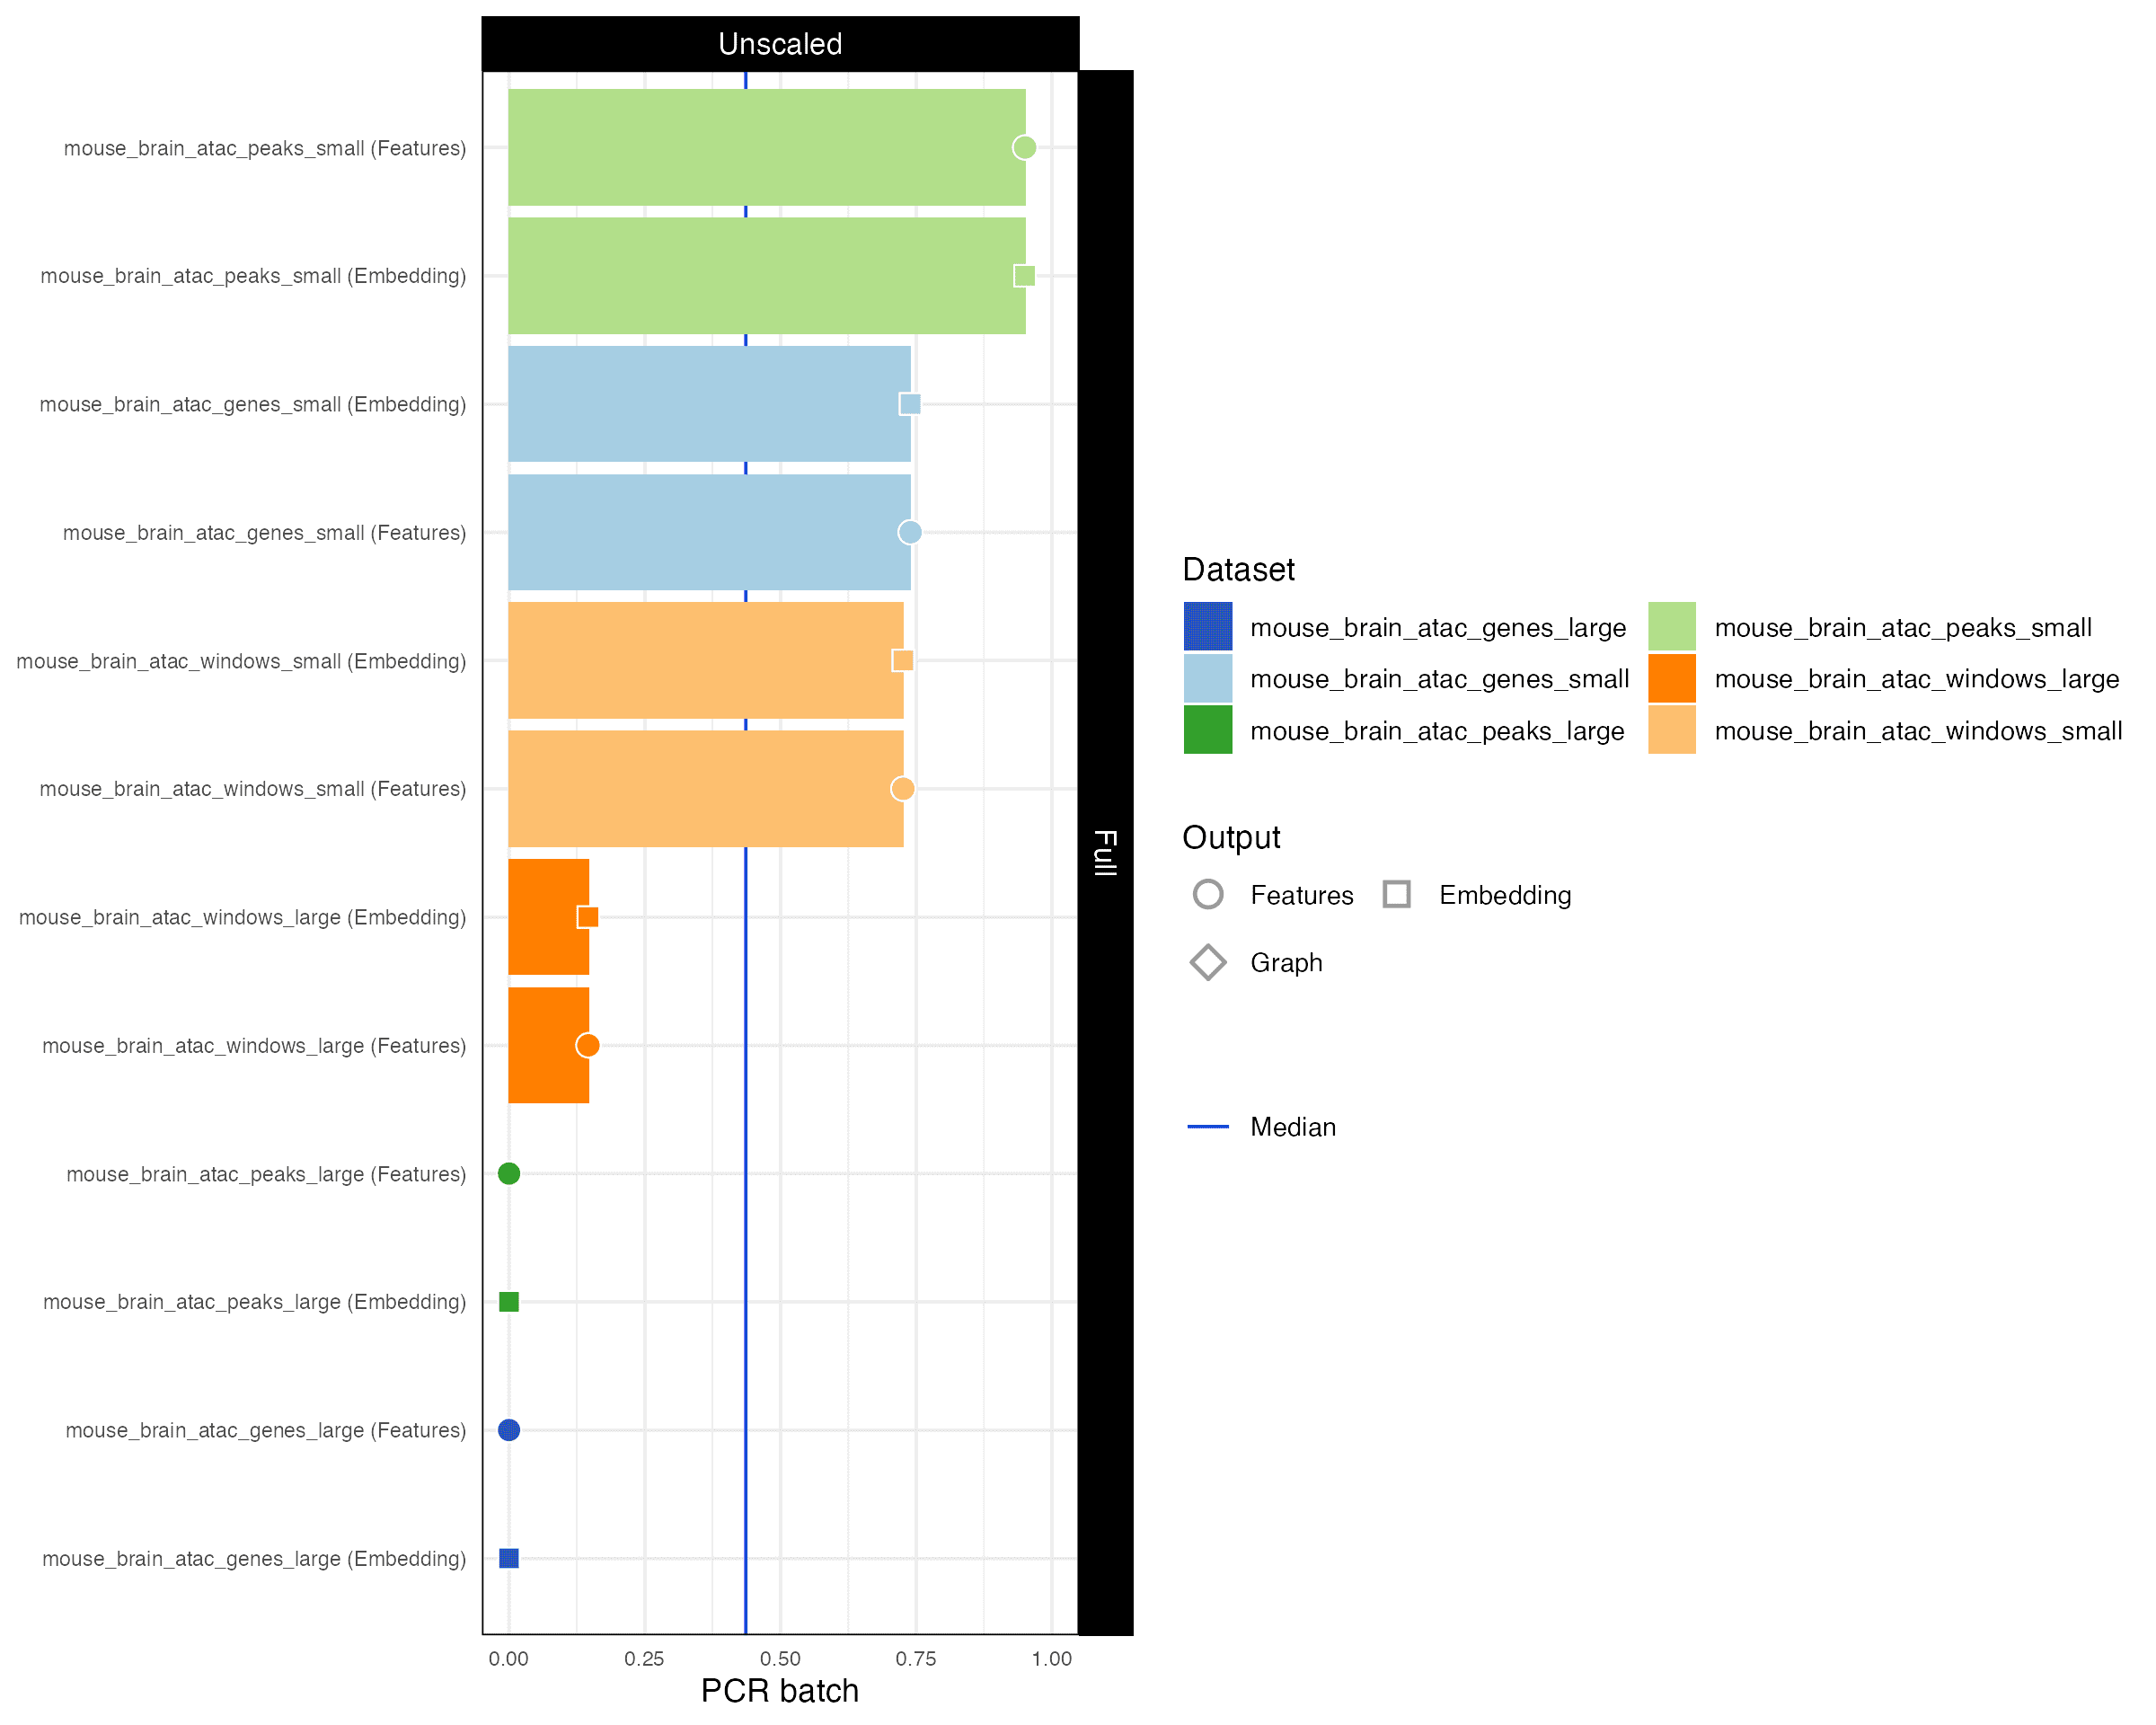 Unscaled
mouse_brain_atac_peaks_small (Features)
mouse_brain_atac_peaks_small (Embedding)
mouse_brain_atac_genes_small (Embedding)
mouse_brain_atac_genes_small (Features)
mouse_brain_atac_windows_small (Embedding)
mouse_brain_atac_windows_small (Features)
mouse_brain_atac_windows_large (Embedding)
mouse_brain_atac_windows_large (Features)
mouse_brain_atac_peaks_large (Features)
mouse_brain_atac_peaks_large (Embedding)
mouse_brain_atac_genes_large (Features)
mouse_brain_atac_genes_large (Embedding)
0.00 0.25 0.50 0.75 1.00
PCR batch
Full
Dataset
mouse_brain_atac_genes_large mouse_brain_atac_peaks_small
mouse_brain_atac_genes_small mouse_brain_atac_windows_large
mouse_brain_atac_peaks_large mouse_brain_atac_windows_small
Output
Features Embedding
Graph
Median